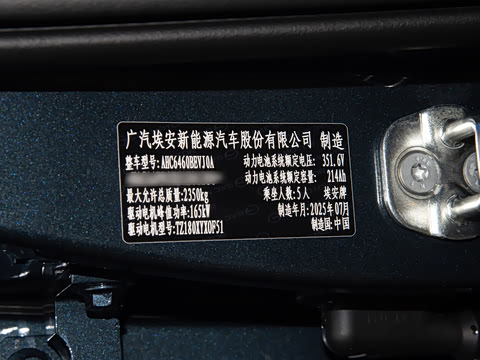 广汽埃安新能源汽车股份有限公司 制造
整车型号:AHC6460BEVJ0A 动力电池系统额定电压:351.6V
动力电池系统额定容量:214Ah
最大允许总质量:2350kg 乘坐人数:5人 埃安牌
驱动电机峰值功率:165kW 制造年月:2025年07月
驱动电机型号:TZ180XYX0F51 制造国:中国